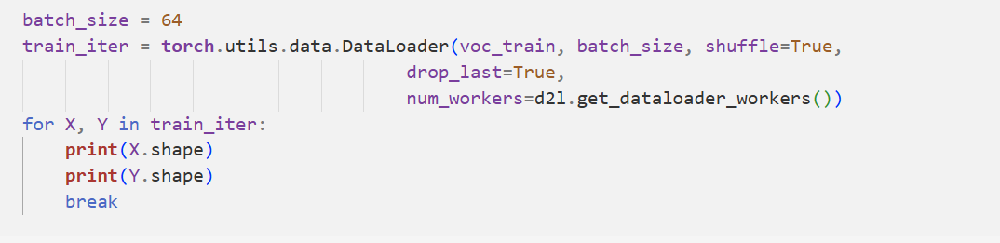 batch_size = 64
train_iter = torch.utils.data.DataLoader(voc_train, batch_size, shuffle=True,
                                    drop_last=True,
                                    num_workers=d2l.get_dataloader_workers())
for X, Y in train_iter:
    print(X.shape)
    print(Y.shape)
    break